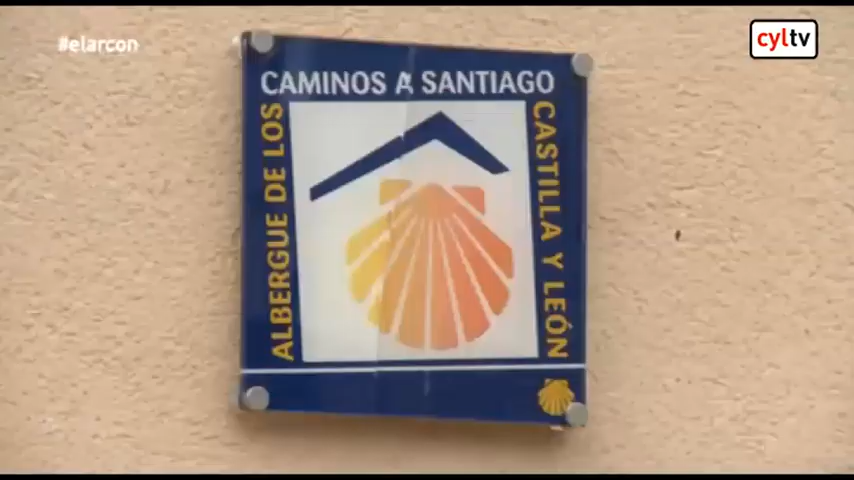 #elarcon
cyltv
CAMINOS A SANTIAGO
ALBERGUE DE LOS
CASTILLA Y LEÓN